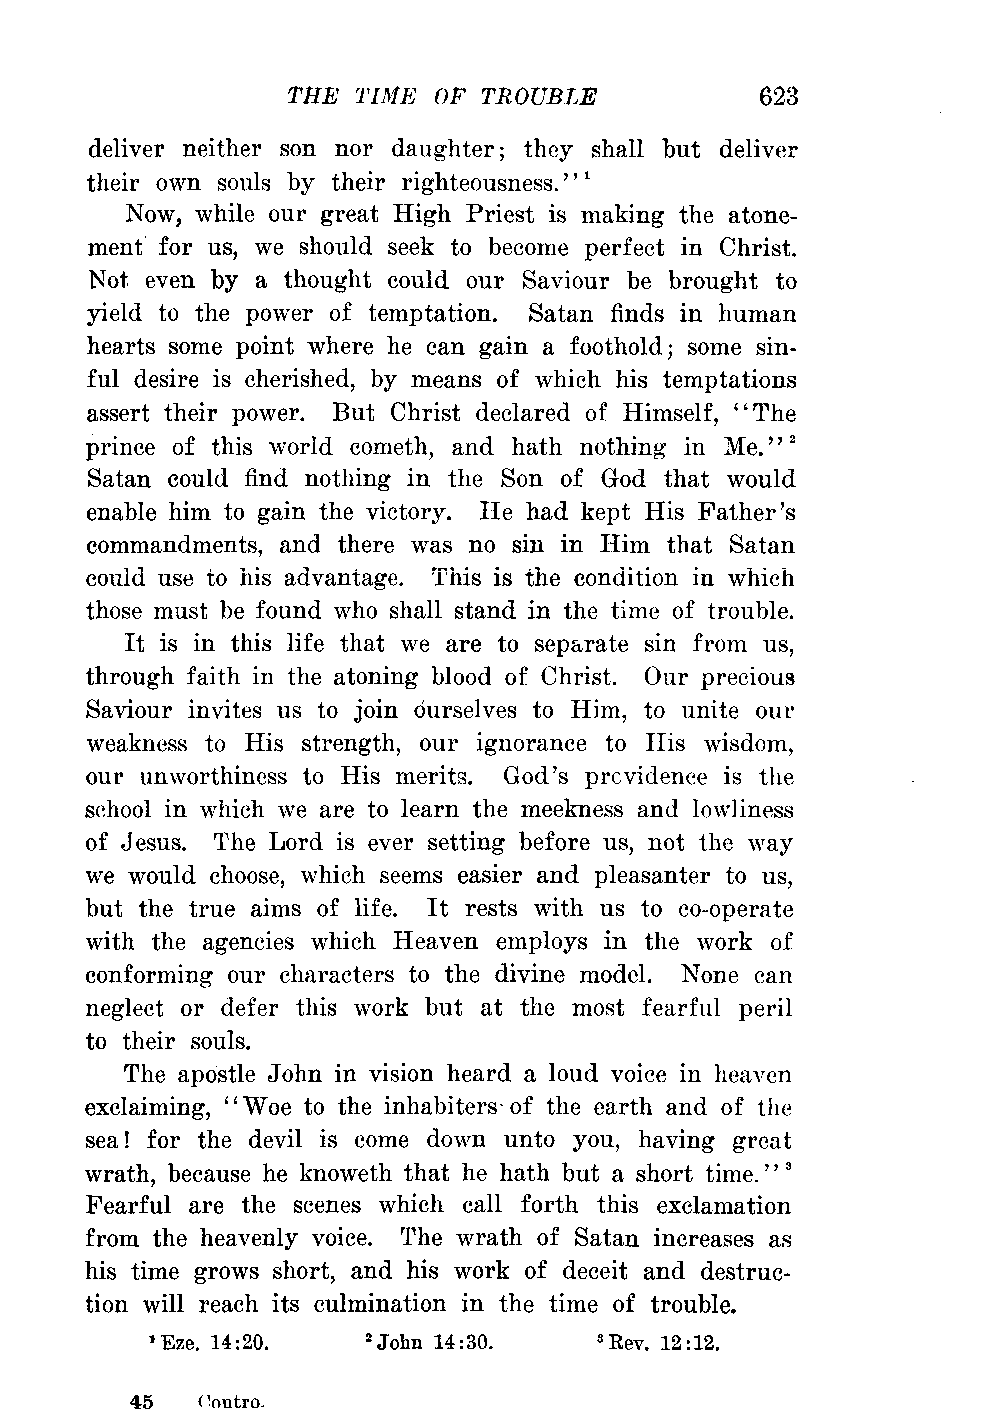 THE TIME OF TROUBLE 623
deliver neither son nor daughter; they shall but deliver
their own souls by their righteousness.''¹
Now, while our great High Priest is making the atone-
ment for us, we should seek to become perfect in Christ.
Not even by a thought could our Saviour be brought to
yield to the power of temptation. Satan finds in human
hearts some point where he can gain a foothold; some sin-
ful desire is cherished, by means of which his temptations
assert their power. But Christ declared of Himself, ‘‘The
prince of this world cometh, and hath nothing in Me.''²
Satan could find nothing in the Son of God that would
enable him to gain the victory. He had kept His Father's
commandments, and there was no sin in Him that Satan
could use to his advantage. This is the condition in which
those must be found who shall stand in the time of trouble.
It is in this life that we are to separate sin from us,
through faith in the atoning blood of Christ. Our precious
Saviour invites us to join ourselves to Him, to unite our
weakness to His strength, our ignorance to His wisdom,
our unworthiness to His merits. God's providence is the
school in which we are to learn the meekness and lowliness
of Jesus. The Lord is ever setting before us, not the way
we would choose, which seems easier and pleasanter to us,
but the true aims of life. It rests with us to co-operate
with the agencies which Heaven employs in the work of
conforming our characters to the divine model. None can
neglect or defer this work but at the most fearful peril
to their souls.
The apostle John in vision heard a loud voice in heaven
exclaiming, ‘‘Woe to the inhabiters of the earth and of the
sea! for the devil is come down unto you, having great
wrath, because he knoweth that he hath but a short time.''³
Fearful are the scenes which call forth this exclamation
from the heavenly voice. The wrath of Satan increases as
his time grows short, and his work of deceit and destruc-
tion will reach its culmination in the time of trouble.
¹ Eze. 14:20. ² John 14:30. ³ Rev. 12:12.
45 Contro.